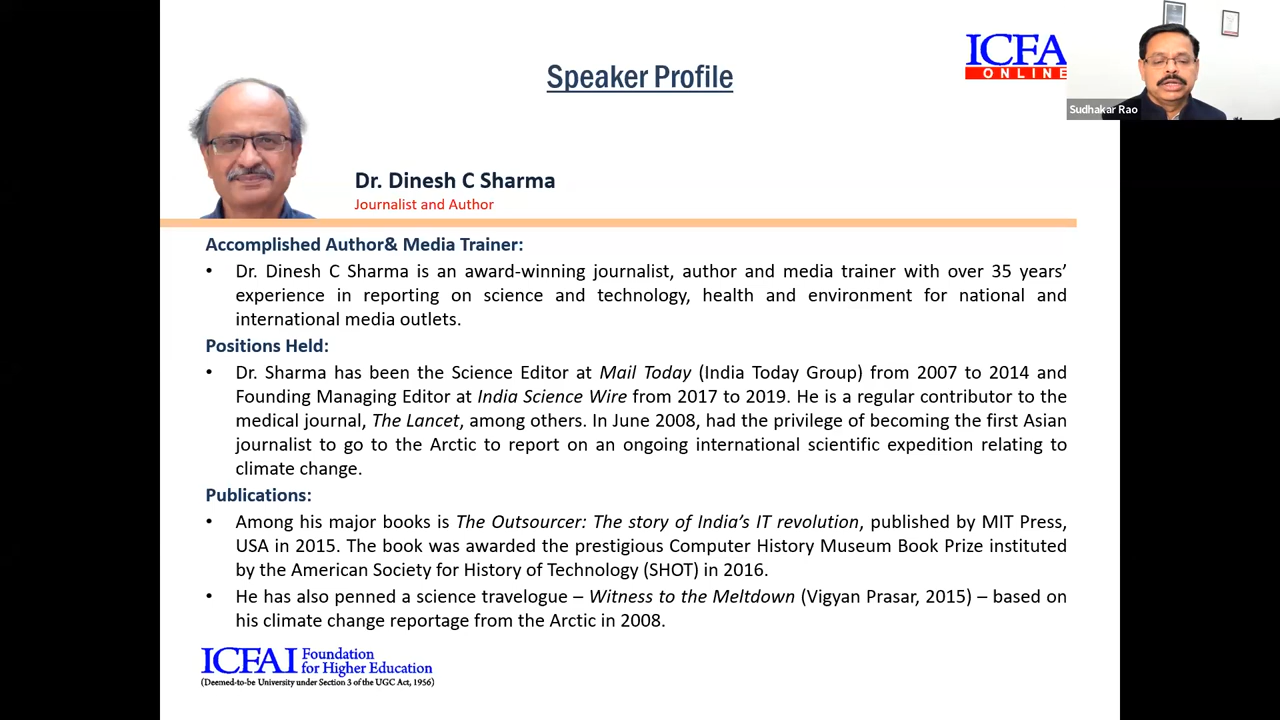 Speaker Profile
ICFA
ONLINE
Sudhakar Rao
Dr. Dinesh C Sharma
Journalist and Author
Accomplished Author& Media Trainer:
• Dr. Dinesh C Sharma is an award-winning journalist, author and media trainer with over 35 years’
experience in reporting on science and technology, health and environment for national and
international media outlets.
Positions Held:
• Dr. Sharma has been the Science Editor at Mail Today (India Today Group) from 2007 to 2014 and
Founding Managing Editor at India Science Wire from 2017 to 2019. He is a regular contributor to the
medical journal, The Lancet, among others. In June 2008, had the privilege of becoming the first Asian
journalist to go to the Arctic to report on an ongoing international scientific expedition relating to
climate change.
Publications:
• Among his major books is The Outsourcer: The story of India’s IT revolution, published by MIT Press,
USA in 2015. The book was awarded the prestigious Computer History Museum Book Prize instituted
by the American Society for History of Technology (SHOT) in 2016.
• He has also penned a science travelogue – Witness to the Meltdown (Vigyan Prasar, 2015) – based on
his climate change reportage from the Arctic in 2008.
ICFAI Foundation
for Higher Education
(Deemed-to-be University under Section 3 of the UGC Act, 1956)